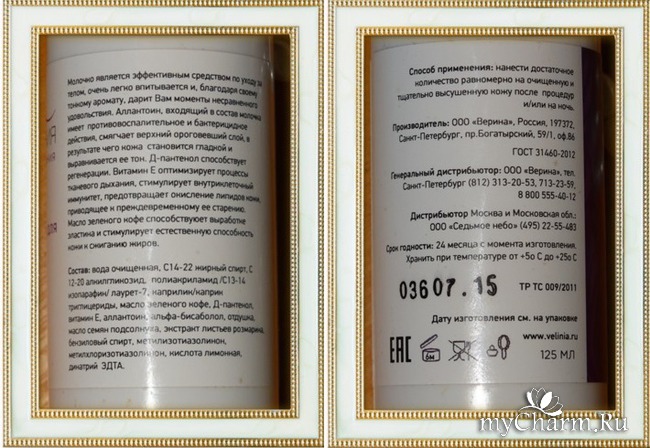 Молочко является эффективным средством по уходу за
телом, очень легко впитывается и, благодаря своему
тонкому аромату, дарит Вам моменты несравненного
удовольствия. Аллантоин, входящий в состав молочка
имеет противовоспалительное и бактерицидное
действия, смягчает верхний ороговевший слой, в
результате чего кожа становится гладкой и
выравнивается ее тон. Д-пантенол способствует
регенерации. Витамин Е оптимизирует процессы
тканевого дыхания, стимулирует внутриклеточный
иммунитет, предотвращает окисление липидов кожи,
приводящее к преждевременному ее старению.
Масло зеленого кофе способствуюет выработке
эластина и стимулирует естественную способность
кожи к сжиганию жиров.
Состав: вода очищенная, С14-22 жирный спирт, С
12-20 алкилгликозид, полиакриламид /С13-14
изопарафин/ лаурет-7, каприлик/каприк
триглицериды, масло зеленого кофе, Д-пантенол,
витамин Е, аллантоин, альфа-бисаболол, отдушка,
масло семян подсолнуха, экстракт листьев розмарина,
бензиловый спирт, метилизотиазолинон,
метилхлоризотиазолинон, кислота лимонная,
динатрий ЭДТА.
Способ применения: нанести достаточное
количество равномерно на очищенную и
тщательно высушенную кожу после процедур
и/или на ночь.
Производитель: ООО «Верина», Россия, 197372,
Санкт-Петербург, пр.Богатырский, 59/1, оф.86
ГОСТ 31460-2012
Генеральный дистрибьютор: ООО «Верина», тел.
Санкт-Петербург (812) 313-20-53, 713-23-59,
8 800 555-40-12
Дистрибьютор Москва и Московская обл.:
ООО «Седьмое небо» (495) 22-55-483
Срок годности: 24 месяца с момента изготовления.
Хранить при температуре от +5о С до +25о С
03607.15 ТР ТС 009/2011
Дату изготовления см. на упаковке
www.velinia.ru
ЕАС 6м 125 МЛ
myCharm.Ru